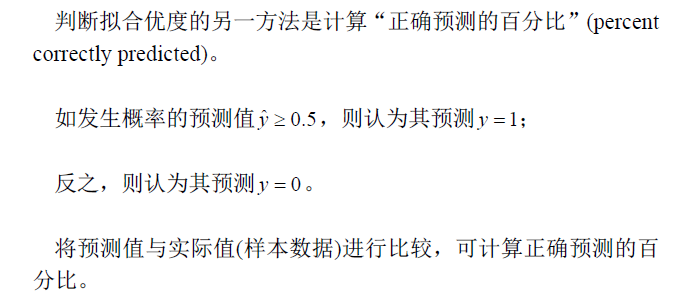 判断拟合优度的另一方法是计算“正确预测的百分比”(percent
correctly predicted)。
如发生概率的预测值ŷ ≥ 0.5，则认为其预测y = 1；
反之，则认为其预测y = 0。
将预测值与实际值(样本数据)进行比较，可计算正确预测的百
分比。